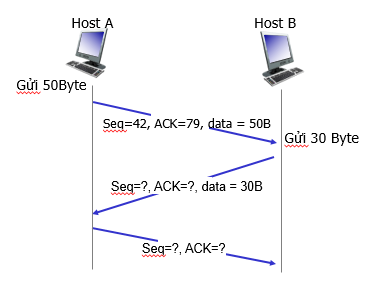 Host A
Host B
Gửi 50Byte
Seq=42, ACK=79, data = 50B
Gửi 30 Byte
Seq=?, ACK=?, data = 30B
Seq=?, ACK=?